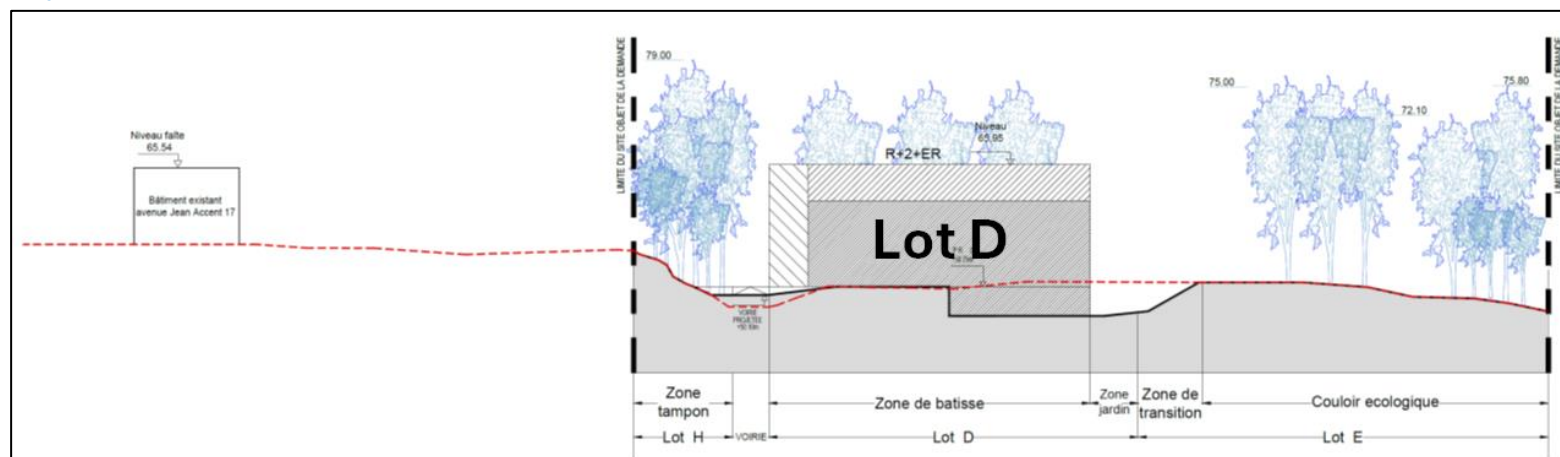 LIMITE DU SITE OBJET DE LA DEMANDE
79.00
75.00
75.80
72.10
LIMITE DU SITE OBJET DE LA DEMANDE
Niveau faîte
65.54
Bâtiment existant
avenue Jean Accent 17
Niveau
65.95
R+2+ER
Lot D
VOIRIE
PROJETÉE
Zone
tampon
Zone de batisse
Zone
jardin
Zone de
transition
Couloir ecologique
Lot H
VOIRIE
Lot D
Lot E